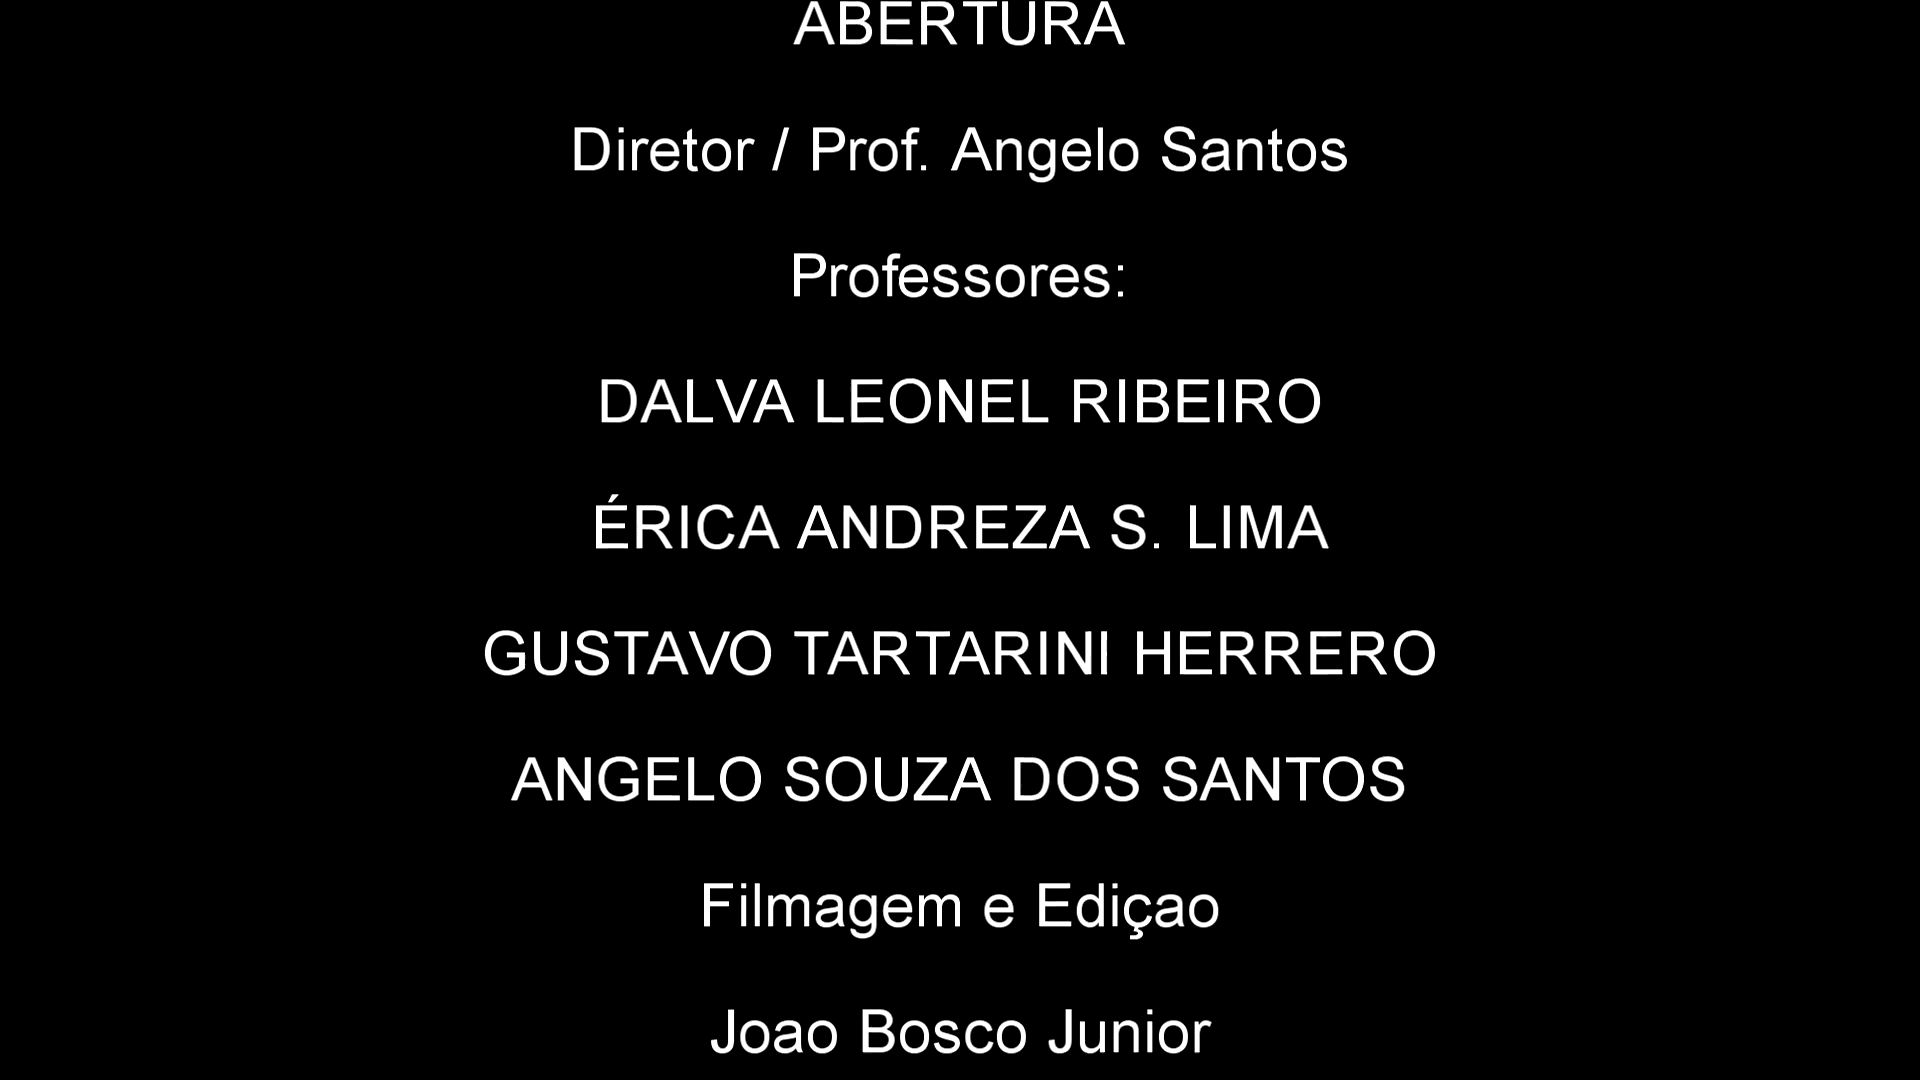 ABERTURA
Diretor / Prof. Angelo Santos
Professores:
DALVA LEONEL RIBEIRO
ÉRICA ANDREZA S. LIMA
GUSTAVO TARTARINI HERRERO
ANGELO SOUZA DOS SANTOS
Filmagem e Ediçao
Joao Bosco Junior